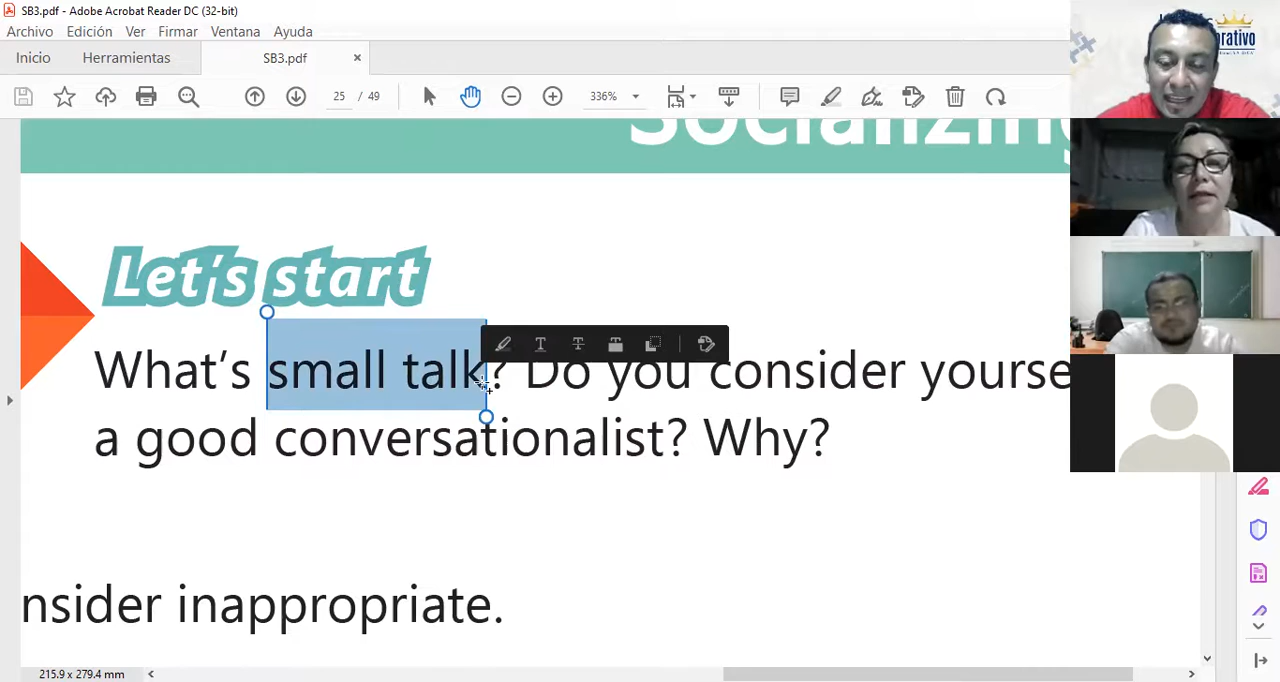 SB3.pdf - Adobe Acrobat Reader DC (32-bit)
Archivo Edición Ver Firmar Ventana Ayuda
Inicio Herramientas SB3.pdf ×
25 / 49 336%
Socializing
Let's start
What's small talk? Do you consider yourse
a good conversationalist? Why?
nsider inappropriate.
215.9 x 279.4 mm